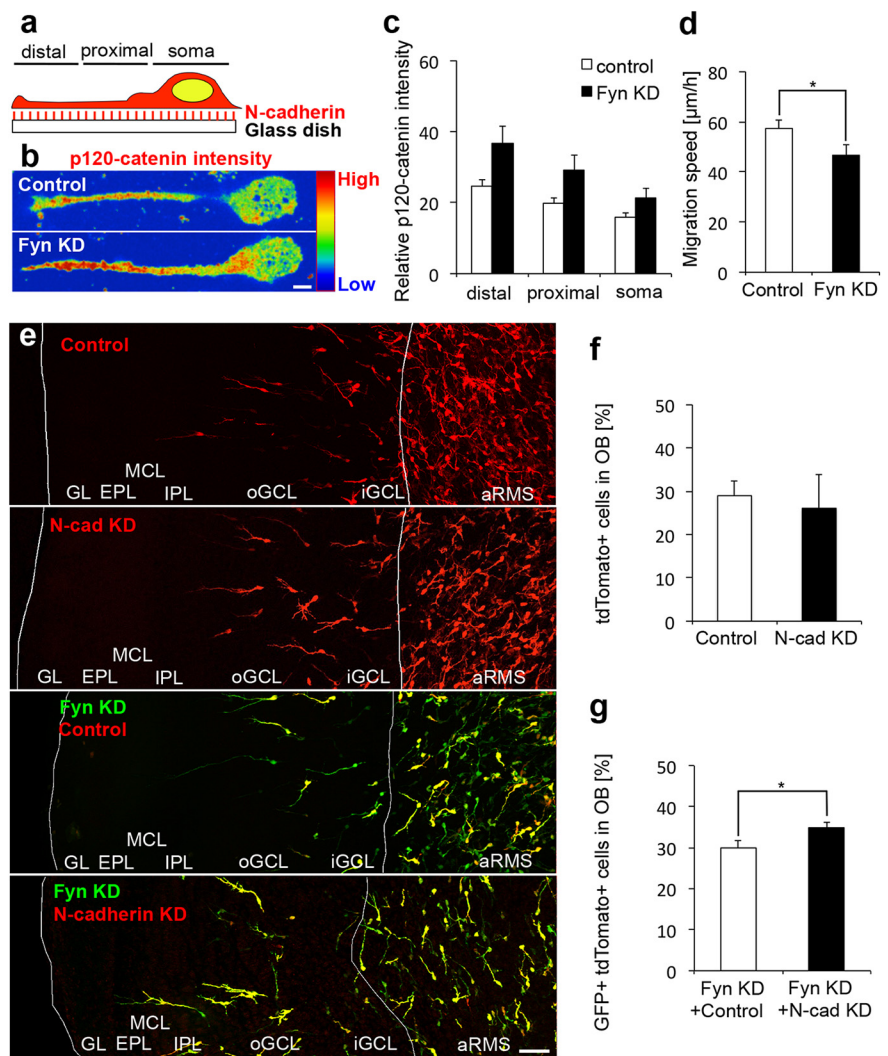 a
distal proximal soma
N-cadherin
Glass dish
b
p120-catenin intensity
Control
High
Fyn KD
Low
c
Relative p120-catenin intensity
60
40
20
0
control
Fyn KD
distal proximal soma
d
Migration speed [µm/h]
80
60
40
20
0
*
Control Fyn KD
e
Control
MCL
GL EPL IPL oGCL iGCL aRMS
N-cad KD
MCL
GL EPL IPL oGCL iGCL aRMS
Fyn KD
Control
MCL
GL EPL IPL oGCL iGCL aRMS
Fyn KD
N-cadherin KD
MCL
GL EPL IPL oGCL iGCL aRMS
f
tdTomato+ cells in OB [%]
50
40
30
20
10
0
Control N-cad KD
g
GFP+ tdTomato+ cells in OB [%]
50
40
30
20
10
0
*
Fyn KD Fyn KD
+Control +N-cad KD